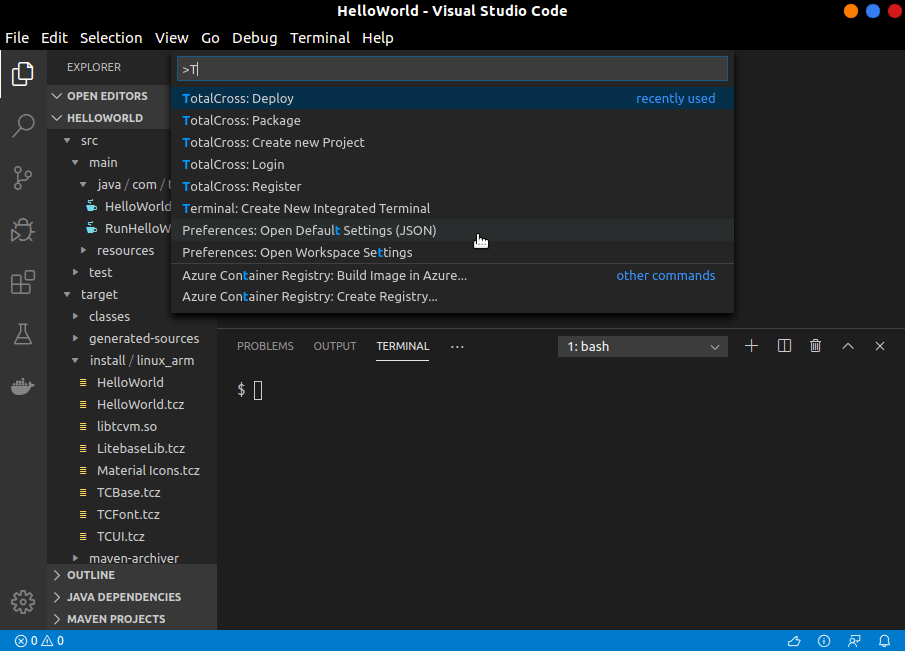 HelloWorld - Visual Studio Code
File Edit Selection View Go Debug Terminal Help
>T
TotalCross: Deploy recently used
TotalCross: Package
TotalCross: Create new Project
TotalCross: Login
TotalCross: Register
Terminal: Create New Integrated Terminal
Preferences: Open Default Settings (JSON)
Preferences: Open Workspace Settings
Azure Container Registry: Build Image in Azure... other commands
Azure Container Registry: Create Registry...
EXPLORER
OPEN EDITORS
HELLOWORLD
src
main
java / com /
HelloWorld
RunHelloW
resources
test
target
classes
generated-sources
install / linux_arm
HelloWorld
HelloWorld.tcz
libtcvm.so
LitebaseLib.tcz
Material Icons.tcz
TCBase.tcz
TCFont.tcz
TCUI.tcz
maven-archiver
OUTLINE
JAVA DEPENDENCIES
MAVEN PROJECTS
PROBLEMS OUTPUT TERMINAL ··· 1: bash
$
0 0